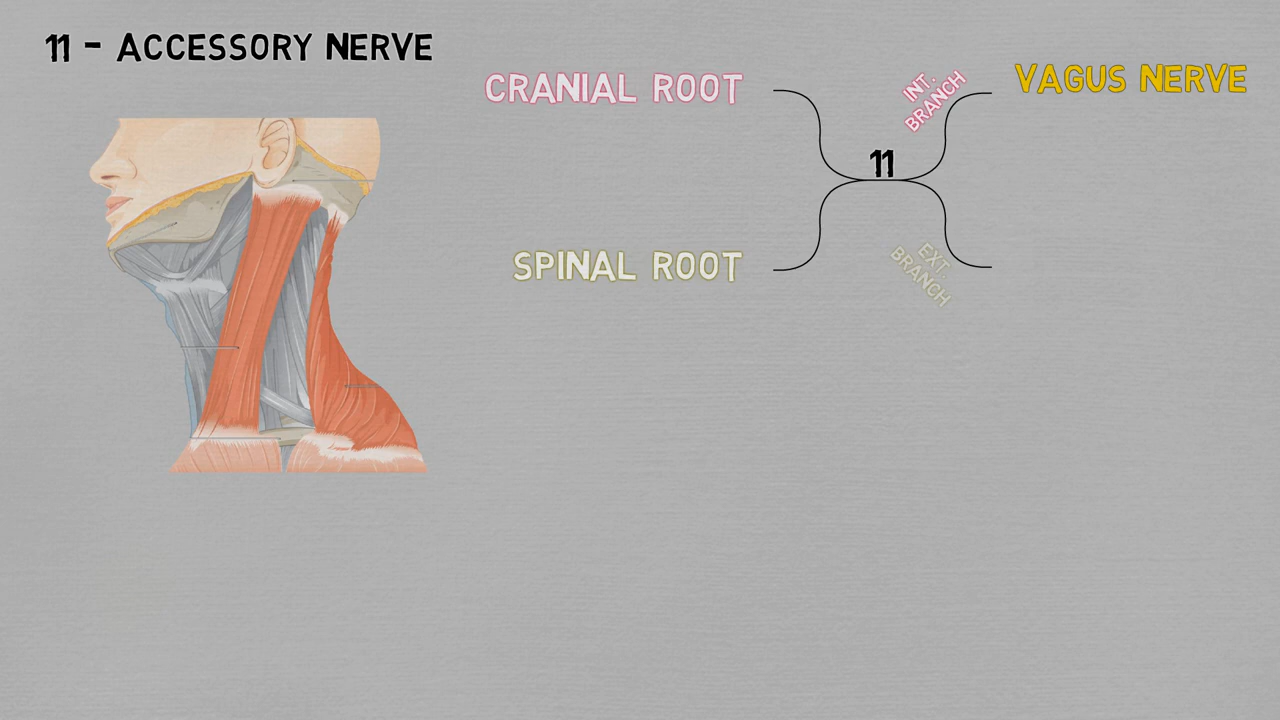 11 - ACCESSORY NERVE
CRANIAL ROOT
INT.
BRANCH
VAGUS NERVE
11
SPINAL ROOT
EXT.
BRANCH